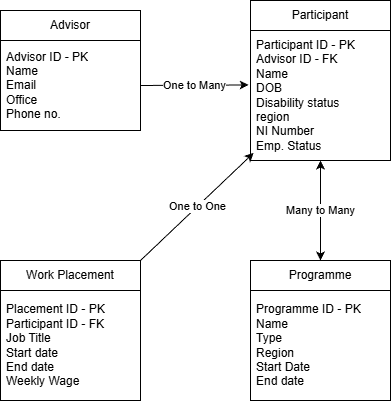 Advisor
Advisor ID - PK
Name
Email
Office
Phone no.
One to Many
Participant
Participant ID - PK
Advisor ID - FK
Name
DOB
Disability status
region
NI Number
Emp. Status
One to One
Many to Many
Work Placement
Placement ID - PK
Participant ID - FK
Job Title
Start date
End date
Weekly Wage
Programme
Programme ID - PK
Name
Type
Region
Start Date
End date